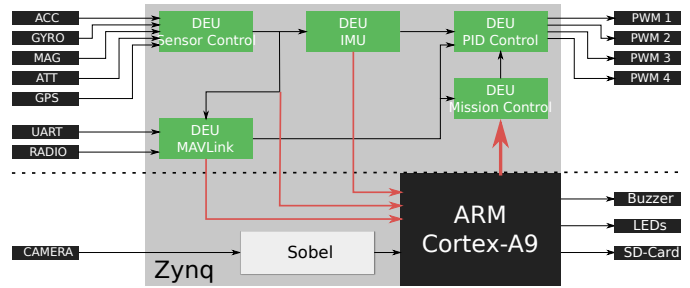 ACC
GYRO
MAG
ATT
GPS
UART
RADIO
CAMERA
DEU
Sensor Control
DEU
IMU
DEU
PID Control
DEU
Mission Control
DEU
MAVLink
PWM 1
PWM 2
PWM 3
PWM 4
ARM
Cortex-A9
Sobel
Zynq
Buzzer
LEDs
SD-Card